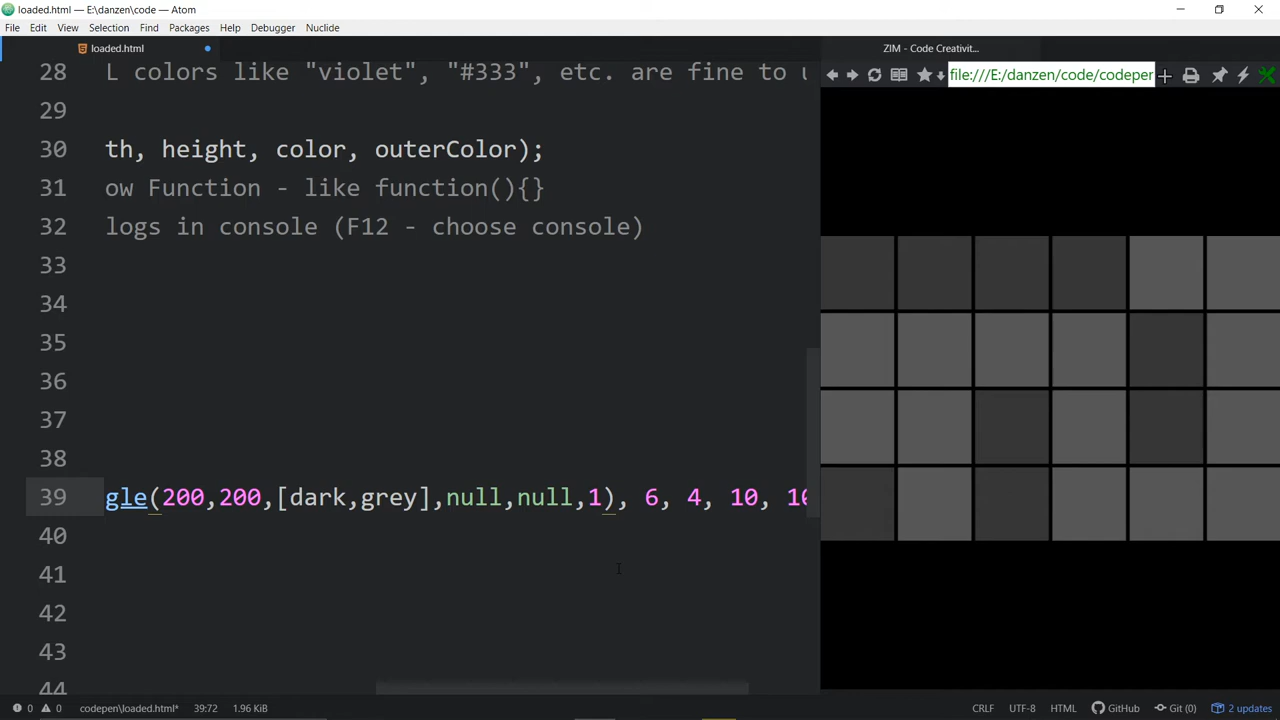 loaded.html — E:\danzen\code — Atom
File Edit View Selection Find Packages Help Debugger Nuclide
loaded.html
ZIM - Code Creativit...
file:///E:/danzen/code/codeper
28 L colors like "violet", "#333", etc. are fine to u
29
30 th, height, color, outerColor);
31 ow Function - like function(){}
32 logs in console (F12 - choose console)
33
34
35
36
37
38
39 gle(200,200,[dark,grey],null,null,1), 6, 4, 10, 10
40
41
42
43
44
0 0 codepen\loaded.html* 39:72 1.96 KiB CRLF UTF-8 HTML GitHub Git (0) 2 updates